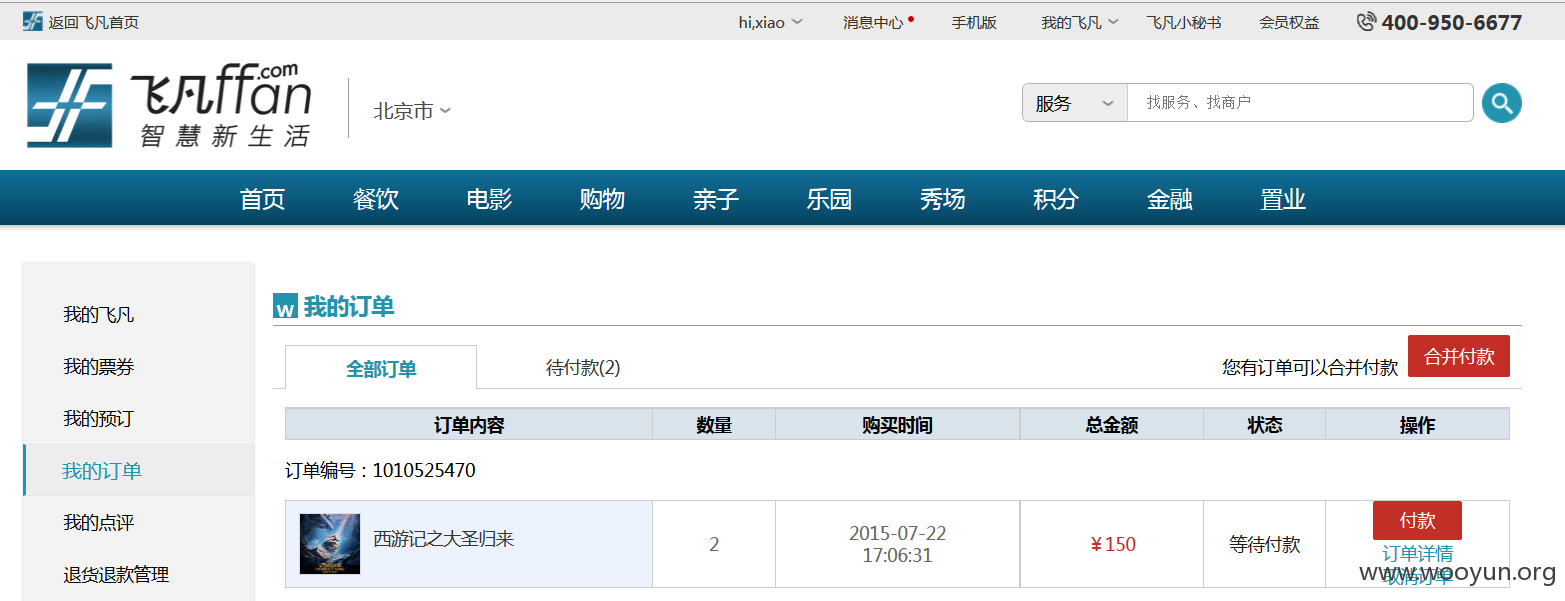 返回飞凡首页 hi,xiao 消息中心 手机版 我的飞凡 飞凡小秘书 会员权益 400-950-6677
飞凡ffan.com
智慧新生活
北京市
服务 找服务、找商户
首页 餐饮 电影 购物 亲子 乐园 秀场 积分 金融 置业
我的飞凡
我的票券
我的预订
我的订单
我的点评
退货退款管理
w 我的订单
全部订单 待付款(2) 您有订单可以合并付款 合并付款
订单内容 数量 购买时间 总金额 状态 操作
订单编号：1010525470
西游记之大圣归来 2 2015-07-22 17:06:31 ¥150 等待付款 付款
订单详情
取消订单
www.wooyun.org